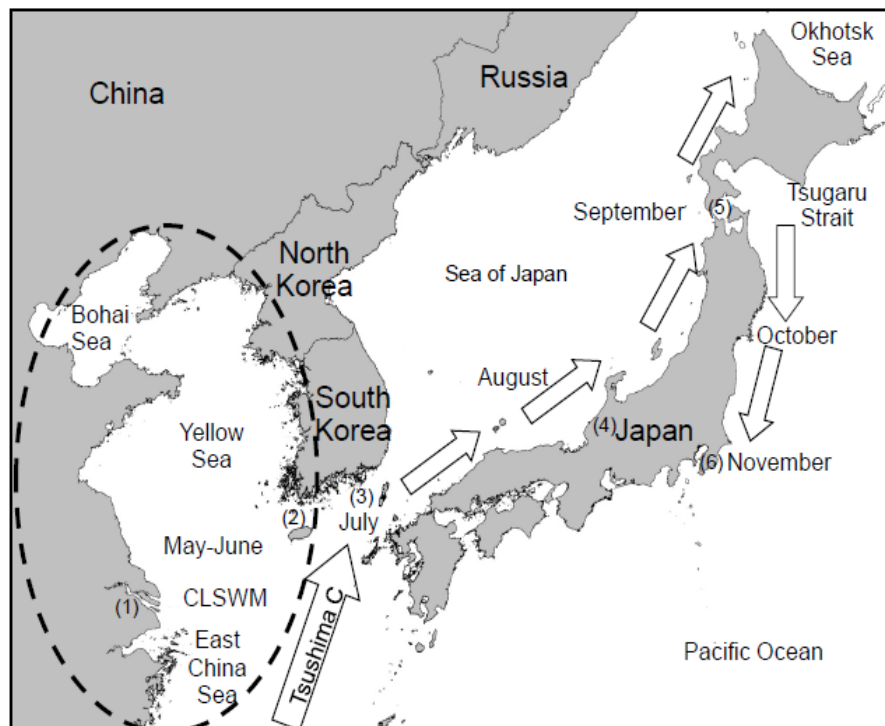 Okhotsk
Sea
Russia
China
Tsugaru
Strait
September
(5)
North
Korea
Sea of Japan
Bohai
Sea
October
August
South
Korea
Yellow
Sea
(4)
Japan
(6)
November
(3)
(2)
July
May-June
(1)
CLSWM
East
China
Sea
Tsushima C
Pacific Ocean